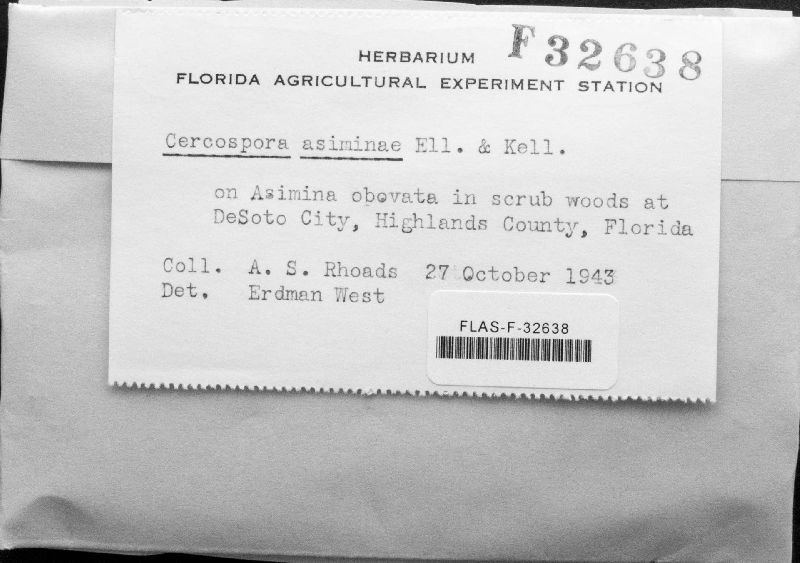 HERBARIUM
F32638
FLORIDA AGRICULTURAL EXPERIMENT STATION
Cercospora asiminae Ell. & Kell.
on Asimina obovata in scrub woods at
DeSoto City, Highlands County, Florida
Coll. A. S. Rhoads 27 October 1943
Det. Erdman West
FLAS-F-32638